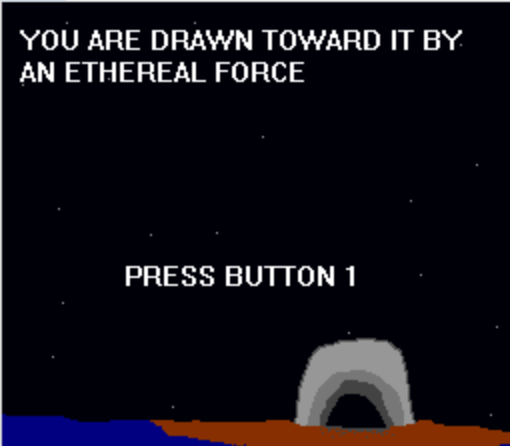 YOU ARE DRAWN TOWARD IT BY
AN ETHEREAL FORCE
PRESS BUTTON 1